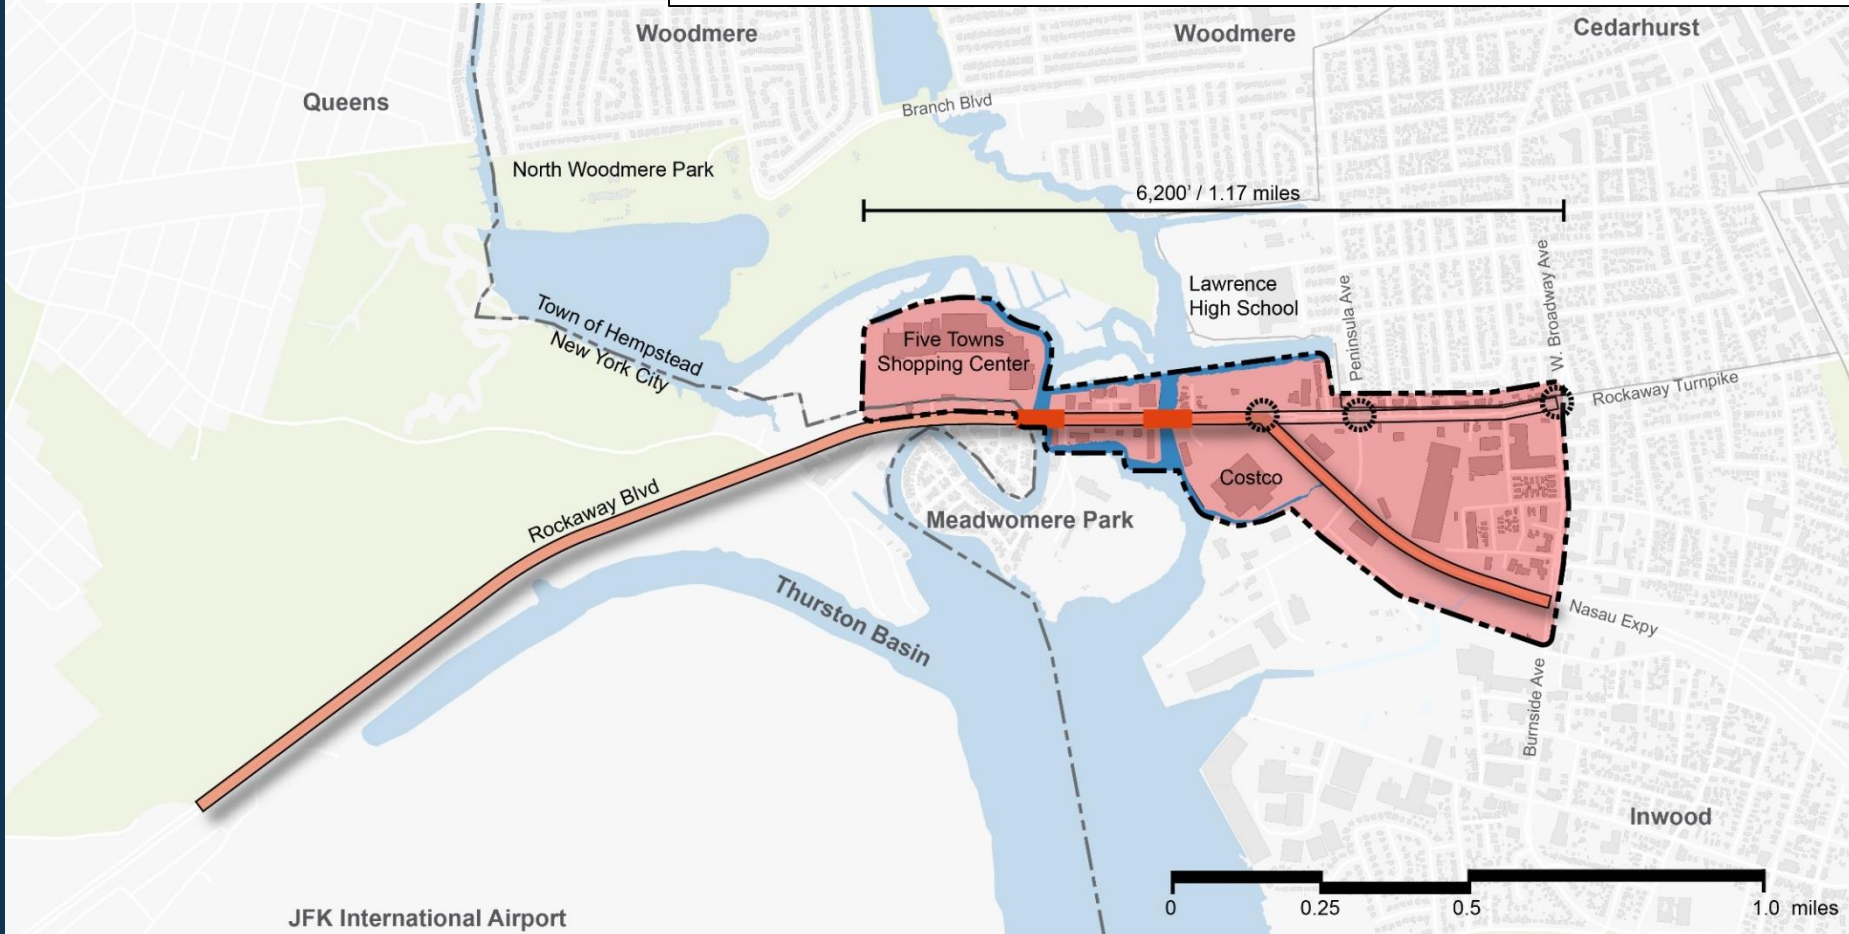 Woodmere
Woodmere
Cedarhurst
Queens
Branch Blvd
North Woodmere Park
6,200' / 1.17 miles
Town of Hempstead
New York City
Lawrence
High School
Peninsula Ave
W. Broadway Ave
Five Towns
Shopping Center
Rockaway Turnpike
Costco
Rockaway Blvd
Meadwomere Park
Thurston Basin
Nasau Expy
Burnside Ave
Inwood
JFK International Airport
0 0.25 0.5 1.0 miles